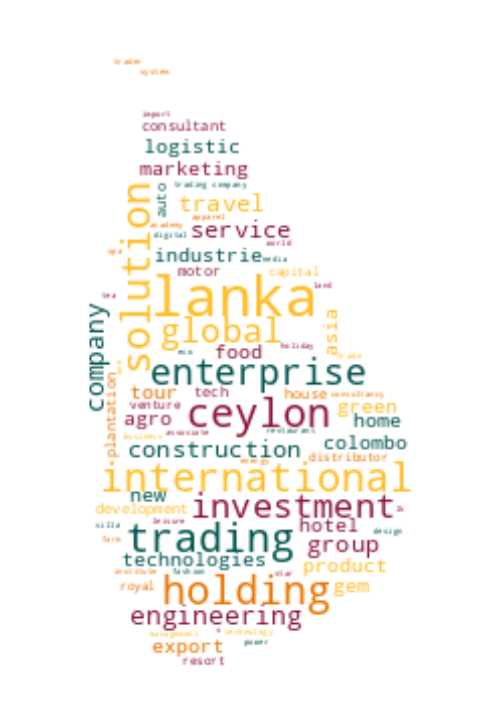 trader
system
import
consultant
logistic
marketing
auto
trading company
travel
apparel
academy
service
digital
world
solution
industrie
media
spa
motor
capital
land
tea
lanka
global
asia
company
holiday
eco
food
trade
enterprise
plantation
tour
tech
house
consultancy
venture
ceylon
green
agro
home
restaurant
associate
business
colombo
construction
energy
distributor
international
new
investment
development
leisure
hotel
villa
design
trading
farm
group
technologies
product
star
institute
fashion
royal
holding
gem
engineering
management
technology
power
export
resort